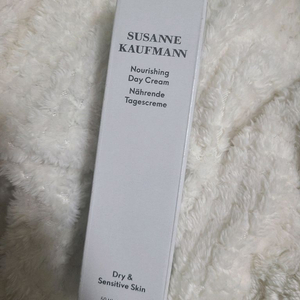 SUSANNE
KAUFMANN
Nourishing
Day Cream
Nährende
Tagescreme
Dry &
Sensitive Skin